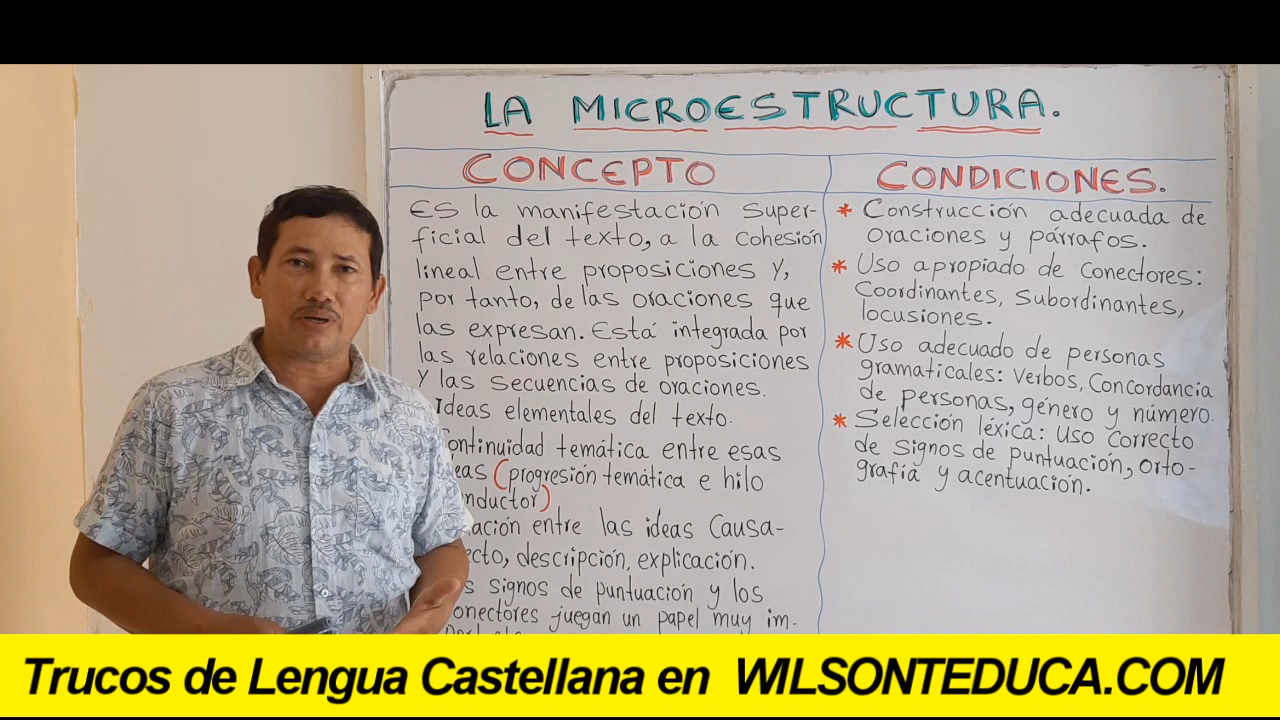 LA MICROESTRUCTURA.
CONCEPTO
Es la manifestación super-
ficial del texto, a la cohesión
lineal entre proposiciones y,
por tanto, de las oraciones que
las expresan. Está integrada por
las relaciones entre proposiciones
y las secuencias de oraciones.
Ideas elementales del texto.
ontinuidad temática entre esas
eas (progresión temática e hilo
nductor)
ación entre las ideas Causa-
ecto, descripción, explicación.
s signos de puntuación y los
onectores juegan un papel muy im-
CONDICIONES.
* Construcción adecuada de
oraciones y párrafos.
* Uso apropiado de conectores:
Coordinantes, Subordinantes,
locusiones.
* Uso adecuado de personas
gramaticales: Verbos, Concordancia
de personas, género y número.
* Selección léxica: Uso correcto
de signos de puntuación, orto-
grafía y acentuación.
Trucos de Lengua Castellana en WILSONTEDUCA.COM